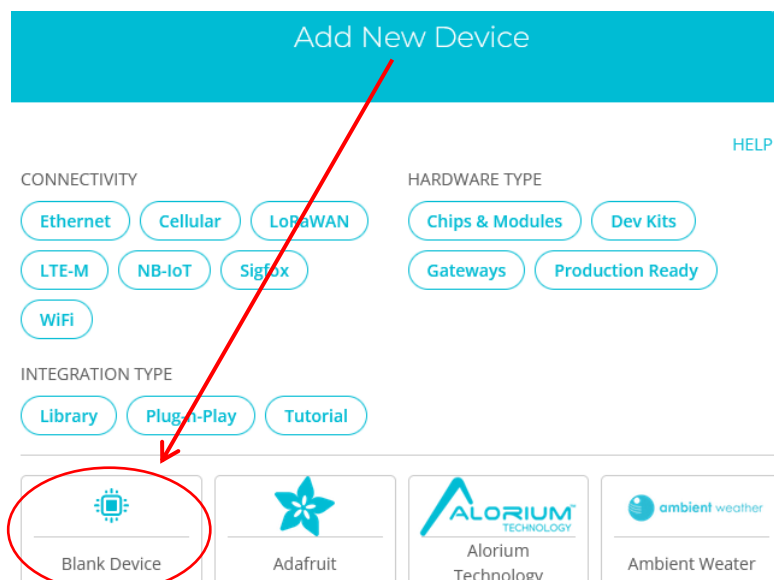 Add New Device
HELP
CONNECTIVITY
HARDWARE TYPE
Ethernet Cellular LoRaWAN
Chips & Modules Dev Kits
LTE-M NB-IoT Sigfox
Gateways Production Ready
WiFi
INTEGRATION TYPE
Library Plug-n-Play Tutorial
ALORIUM
TECHNOLOGY
ambient weather
Blank Device
Adafruit
Alorium
Technology
Ambient Weater